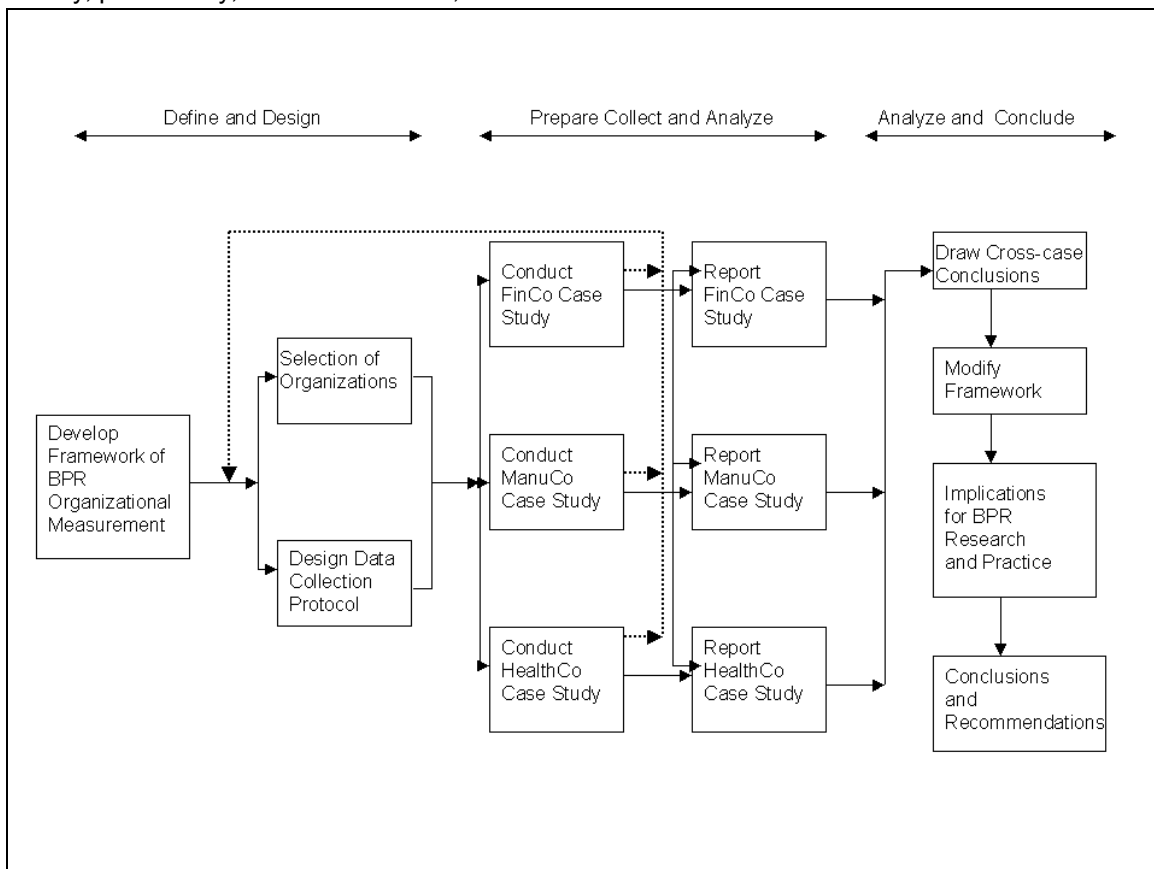 Define and Design
Prepare Collect and Analyze
Analyze and Conclude
Develop
Framework of
BPR
Organizational
Measurement
Selection of
Organizations
Design Data
Collection
Protocol
Conduct
FinCo Case
Study
Conduct
ManuCo
Case Study
Conduct
HealthCo
Case Study
Report
FinCo Case
Study
Report
ManuCo
Case Study
Report
HealthCo
Case Study
Draw Cross-case
Conclusions
Modify
Framework
Implications
for BPR
Research
and Practice
Conclusions
and
Recommendations